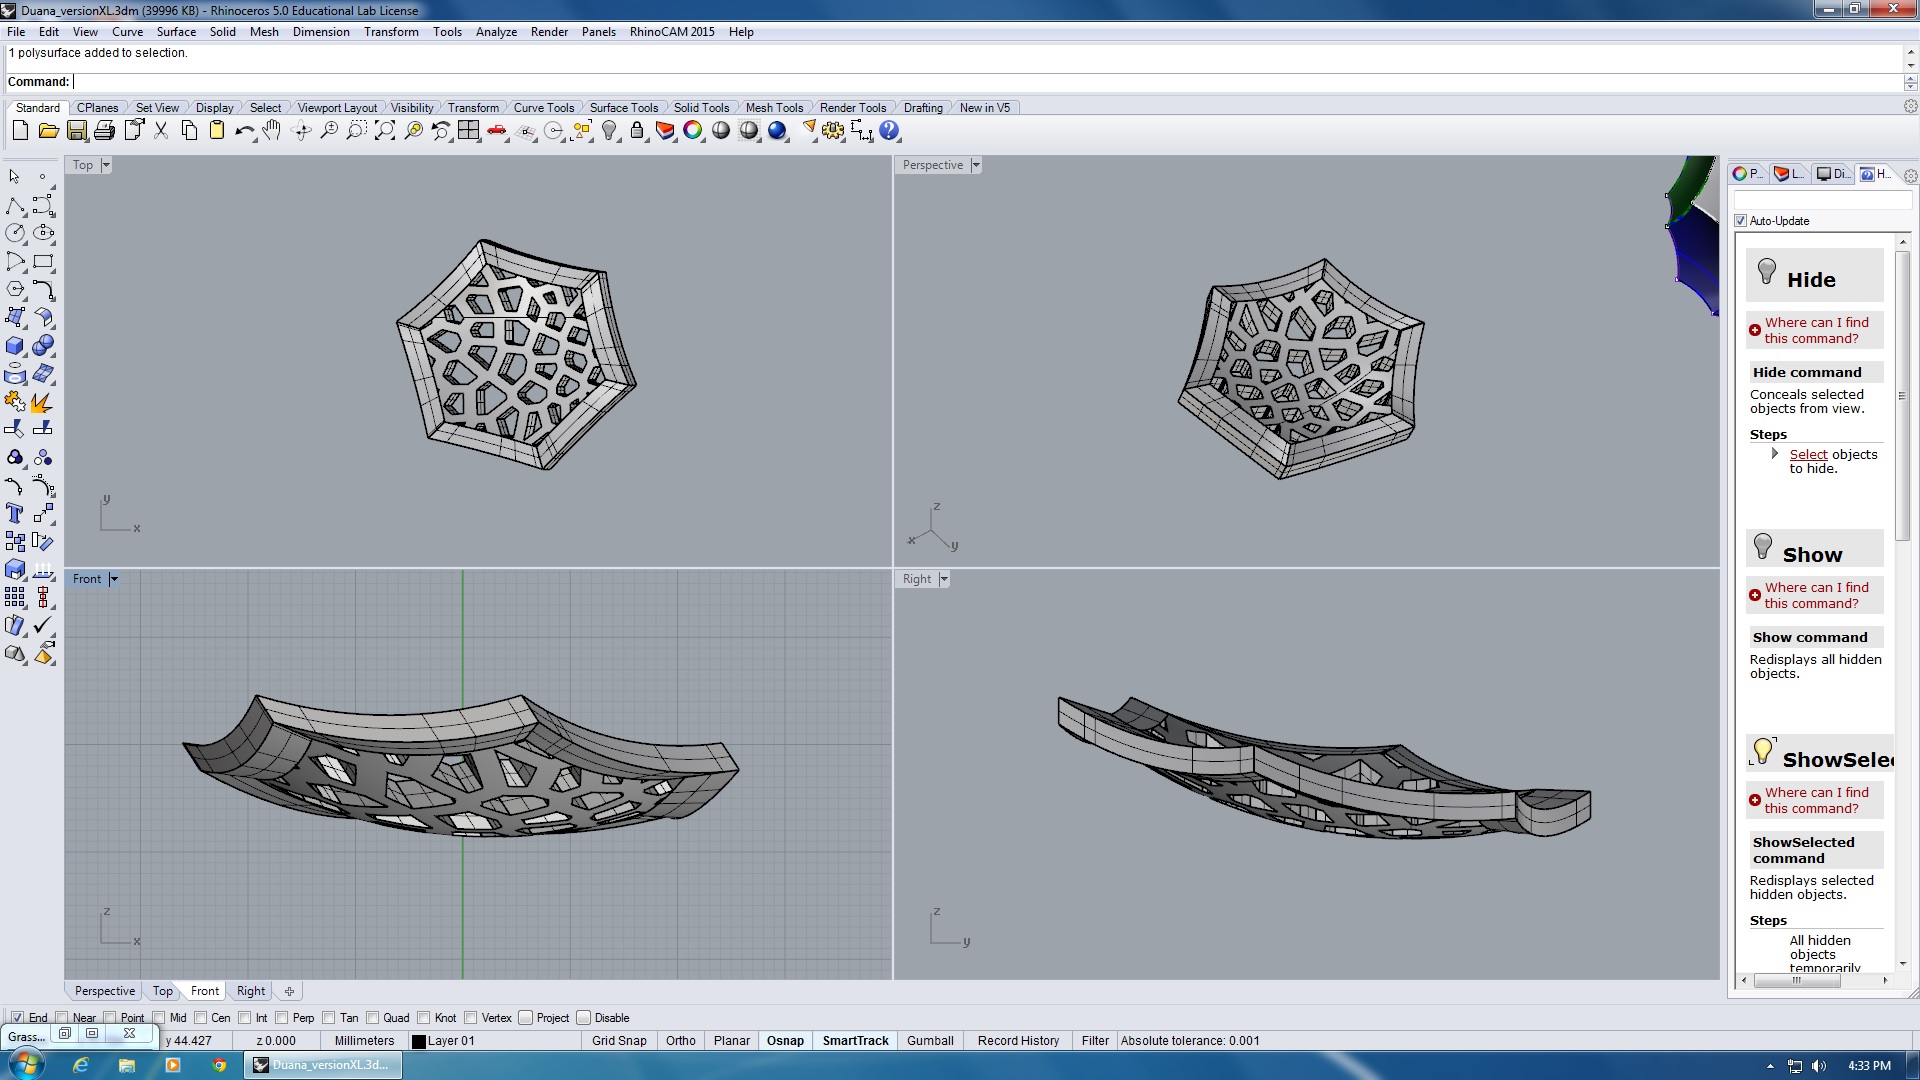 Duana_versionXL.3dm (39996 KB) - Rhinoceros 5.0 Educational Lab License
File Edit View Curve Surface Solid Mesh Dimension Transform Tools Analyze Render Panels RhinoCAM 2015 Help
1 polysurface added to selection.
Command:
Standard CPlanes Set View Display Select Viewport Layout Visibility Transform Curve Tools Surface Tools Solid Tools Mesh Tools Render Tools Drafting New in V5
Top
Perspective
P... L... Di... H...
Auto-Update
Hide
Where can I find
this command?
Hide command
Conceals selected
objects from view.
Steps
Select objects
to hide.
Show
Where can I find
this command?
Show command
Redisplays all hidden
objects.
ShowSele
Where can I find
this command?
ShowSelected
command
Redisplays selected
hidden objects.
Steps
All hidden
objects
temporarily
y
x
z
x
y
Front
Right
z
x
z
y
Perspective Top Front Right
End Near Point Mid Cen Int Perp Tan Quad Knot Vertex Project Disable
Grass... y 44.427 z 0.000 Millimeters Layer 01 Grid Snap Ortho Planar Osnap SmartTrack Gumball Record History Filter Absolute tolerance: 0.001
Duana_versionXL.3d... 4:33 PM